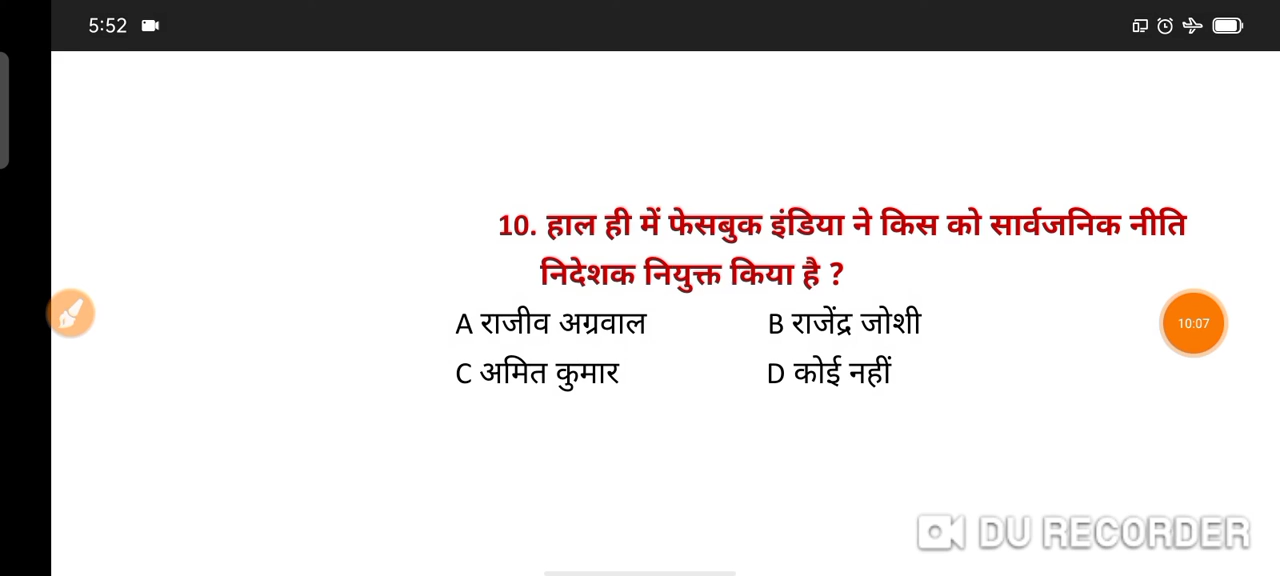 5:52
10. हाल ही में फेसबुक इंडिया ने किस को सार्वजनिक नीति
निदेशक नियुक्त किया है ?
A राजीव अग्रवाल B राजेंद्र जोशी
C अमित कुमार D कोई नहीं
10:07
DU RECORDER